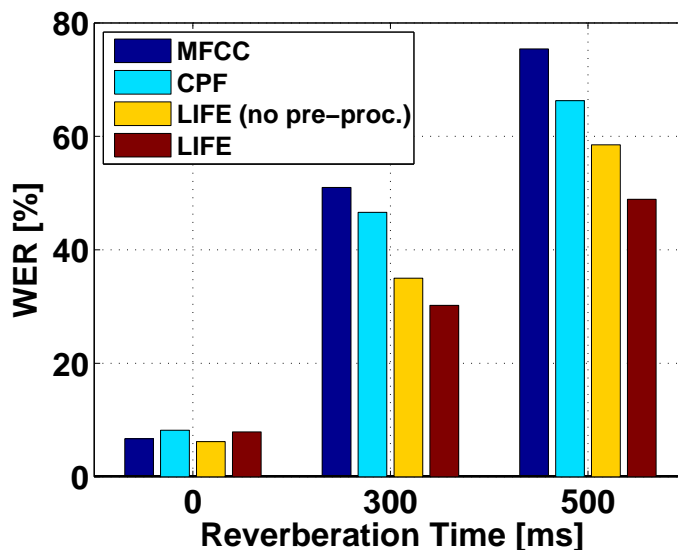 80
60
40
20
0
WER [%]
MFCC
CPF
LIFE (no pre−proc.)
LIFE
0 300 500
Reverberation Time [ms]